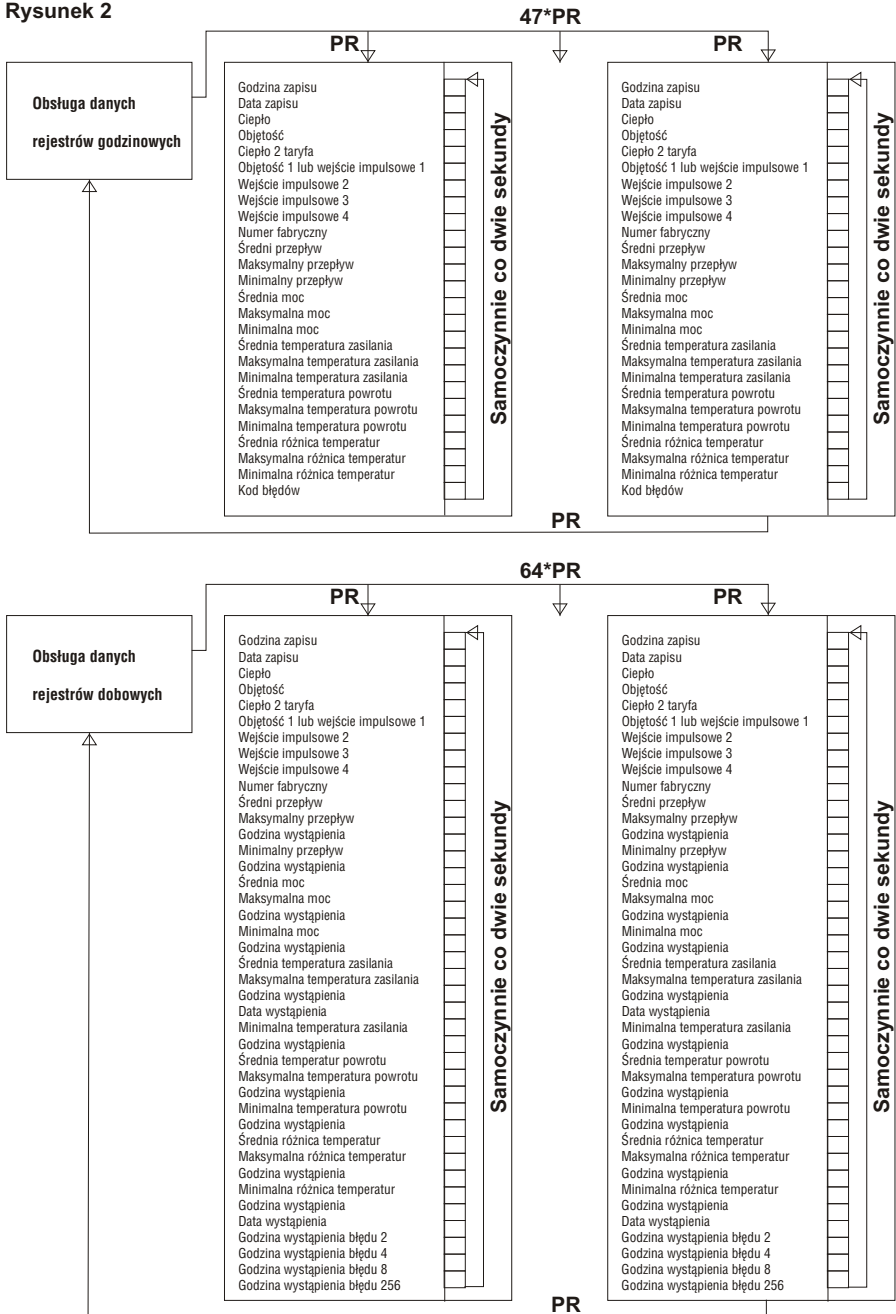 Rysunek 2
47*PR
PR
PR
Obsługa danych
rejestrów godzinowych
Godzina zapisu
Data zapisu
Ciepło
Objętość
Ciepło 2 taryfa
Objętość 1 lub wejście impulsowe 1
Wejście impulsowe 2
Wejście impulsowe 3
Wejście impulsowe 4
Numer fabryczny
Średni przepływ
Maksymalny przepływ
Minimalny przepływ
Średnia moc
Maksymalna moc
Minimalna moc
Średnia temperatura zasilania
Maksymalna temperatura zasilania
Minimalna temperatura zasilania
Średnia temperatura powrotu
Maksymalna temperatura powrotu
Minimalna temperatura powrotu
Średnia różnica temperatur
Maksymalna różnica temperatur
Minimalna różnica temperatur
Kod błędów
Samoczynnie co dwie sekundy
Godzina zapisu
Data zapisu
Ciepło
Objętość
Ciepło 2 taryfa
Objętość 1 lub wejście impulsowe 1
Wejście impulsowe 2
Wejście impulsowe 3
Wejście impulsowe 4
Numer fabryczny
Średni przepływ
Maksymalny przepływ
Minimalny przepływ
Średnia moc
Maksymalna moc
Minimalna moc
Średnia temperatura zasilania
Maksymalna temperatura zasilania
Minimalna temperatura zasilania
Średnia temperatura powrotu
Maksymalna temperatura powrotu
Minimalna temperatura powrotu
Średnia różnica temperatur
Maksymalna różnica temperatur
Minimalna różnica temperatur
Kod błędów
Samoczynnie co dwie sekundy
PR
64*PR
PR
PR
Obsługa danych
rejestrów dobowych
Godzina zapisu
Data zapisu
Ciepło
Objętość
Ciepło 2 taryfa
Objętość 1 lub wejście impulsowe 1
Wejście impulsowe 2
Wejście impulsowe 3
Wejście impulsowe 4
Numer fabryczny
Średni przepływ
Maksymalny przepływ
Godzina wystąpienia
Minimalny przepływ
Godzina wystąpienia
Średnia moc
Maksymalna moc
Godzina wystąpienia
Minimalna moc
Godzina wystąpienia
Średnia temperatura zasilania
Maksymalna temperatura zasilania
Godzina wystąpienia
Data wystąpienia
Minimalna temperatura zasilania
Godzina wystąpienia
Średnia temperatur powrotu
Maksymalna temperatura powrotu
Godzina wystąpienia
Minimalna temperatura powrotu
Godzina wystąpienia
Średnia różnica temperatur
Maksymalna różnica temperatur
Godzina wystąpienia
Minimalna różnica temperatur
Godzina wystąpienia
Data wystąpienia
Godzina wystąpienia błędu 2
Godzina wystąpienia błędu 4
Godzina wystąpienia błędu 8
Godzina wystąpienia błędu 256
Samoczynnie co dwie sekundy
Godzina zapisu
Data zapisu
Ciepło
Objętość
Ciepło 2 taryfa
Objętość 1 lub wejście impulsowe 1
Wejście impulsowe 2
Wejście impulsowe 3
Wejście impulsowe 4
Numer fabryczny
Średni przepływ
Maksymalny przepływ
Godzina wystąpienia
Minimalny przepływ
Godzina wystąpienia
Średnia moc
Maksymalna moc
Godzina wystąpienia
Minimalna moc
Godzina wystąpienia
Średnia temperatura zasilania
Maksymalna temperatura zasilania
Godzina wystąpienia
Data wystąpienia
Minimalna temperatura zasilania
Godzina wystąpienia
Średnia temperatur powrotu
Maksymalna temperatura powrotu
Godzina wystąpienia
Minimalna temperatura powrotu
Godzina wystąpienia
Średnia różnica temperatur
Maksymalna różnica temperatur
Godzina wystąpienia
Minimalna różnica temperatur
Godzina wystąpienia
Data wystąpienia
Godzina wystąpienia błędu 2
Godzina wystąpienia błędu 4
Godzina wystąpienia błędu 8
Godzina wystąpienia błędu 256
Samoczynnie co dwie sekundy
PR